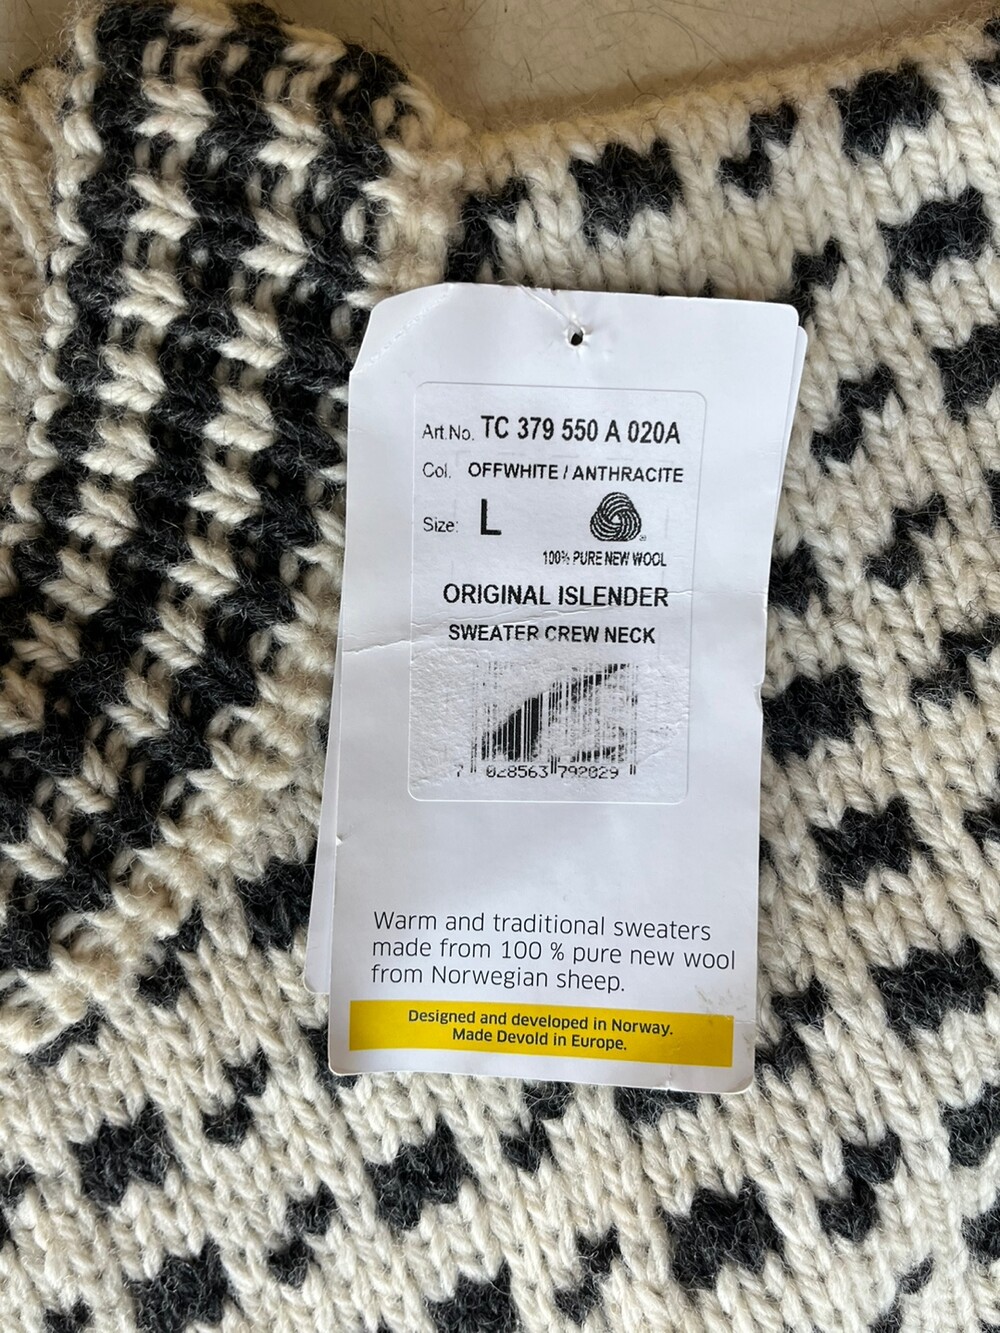 Art.No. TC 379 550 A 020A
Col. OFFWHITE / ANTHRACITE
Size: L
100% PURE NEW WOOL
ORIGINAL ISLENDER
SWEATER CREW NECK
7 028563 792029
Warm and traditional sweaters
made from 100 % pure new wool
from Norwegian sheep.
Designed and developed in Norway.
Made Devold in Europe.